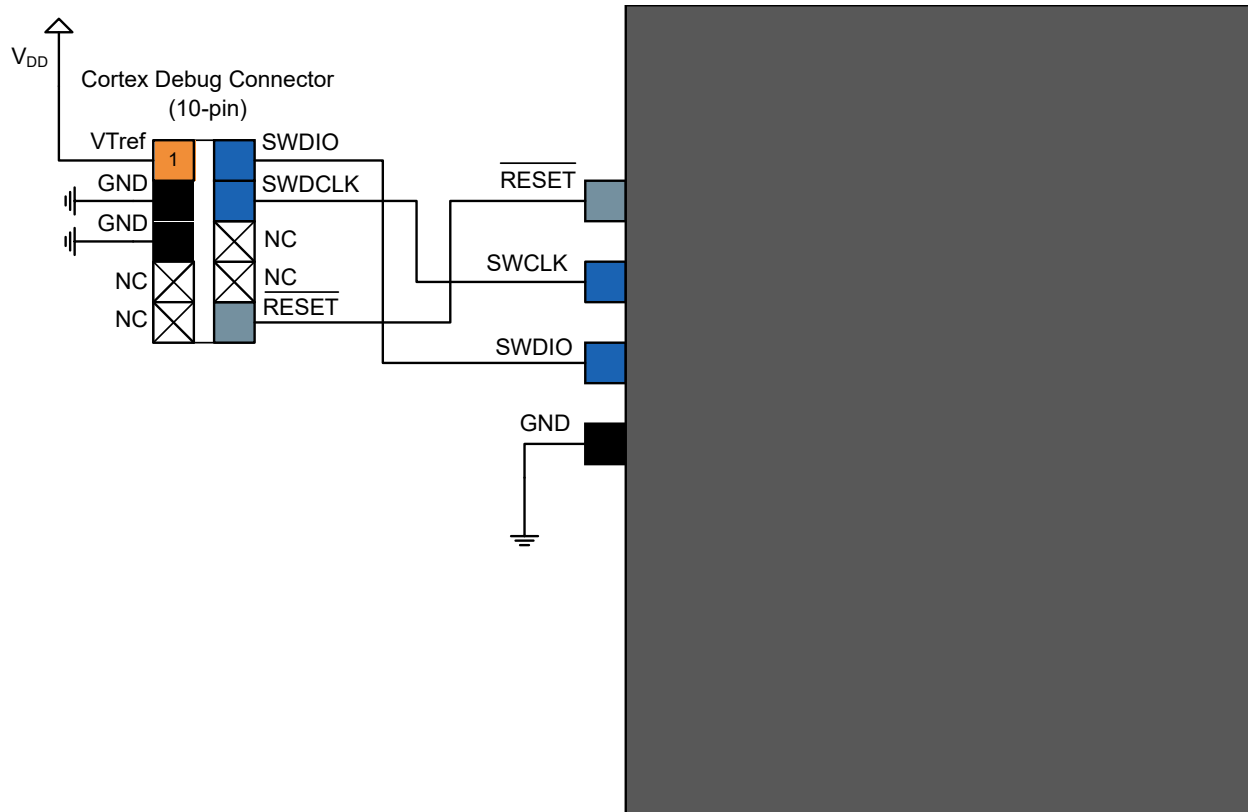 V_DD
Cortex Debug Connector
(10-pin)
VTref
1
SWDIO
GND
SWDCLK
GND
NC
NC
NC
NC
RESET
RESET
SWCLK
SWDIO
GND